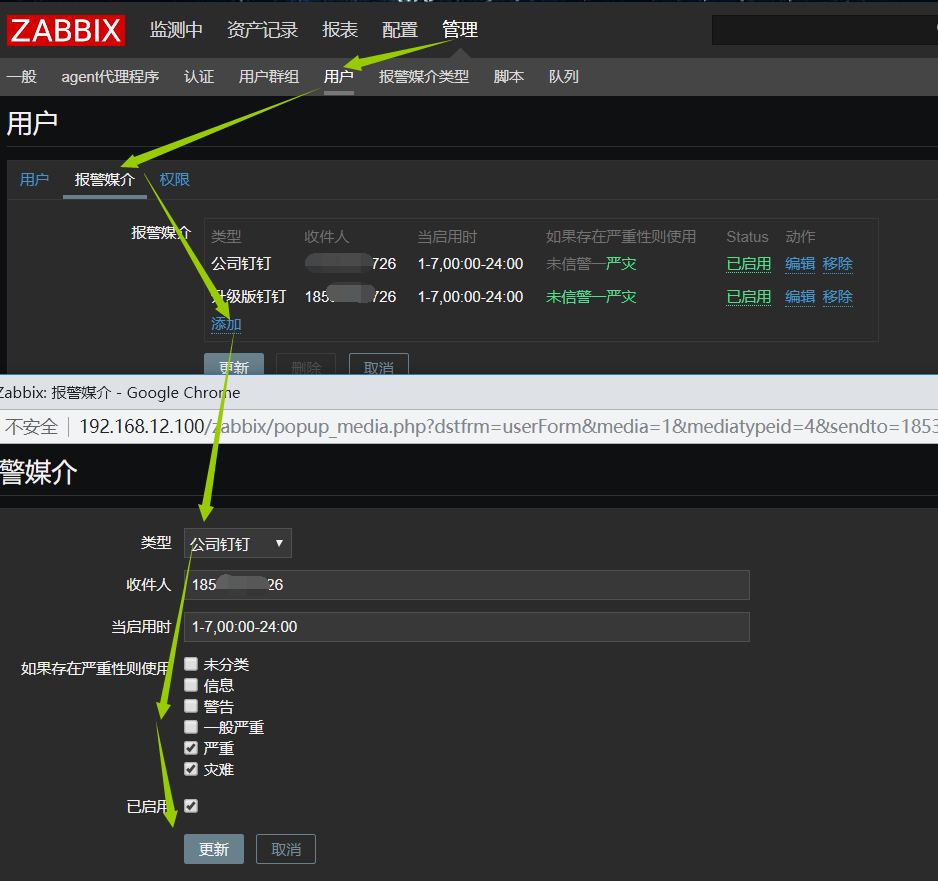 ZABBIX 监测中 资产记录 报表 配置 管理
一般 agent代理程序 认证 用户群组 用户 报警媒介类型 脚本 队列
用户
用户 报警媒介 权限
报警媒介 类型 收件人 当启用时 如果存在严重性则使用 Status 动作
公司钉钉 726 1-7,00:00-24:00 未信警一严灾 已启用 编辑 移除
升级版钉钉 185 726 1-7,00:00-24:00 未信警一严灾 已启用 编辑 移除
添加
更新 删除 取消
Zabbix: 报警媒介 - Google Chrome
不安全 192.168.12.100/zabbix/popup_media.php?dstfrm=userForm&media=1&mediatypeid=4&sendto=1853
警媒介
类型 公司钉钉
收件人 185 26
当启用时 1-7,00:00-24:00
如果存在严重性则使用 未分类
信息
警告
一般严重
严重
灾难
已启用
更新 取消